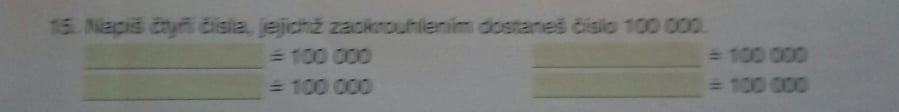 15. Napiš čtyři čísla, jejichž zaokrouhlením dostaneš číslo 100 000.
≐ 100 000 ≐ 100 000
≐ 100 000 ≐ 100 000